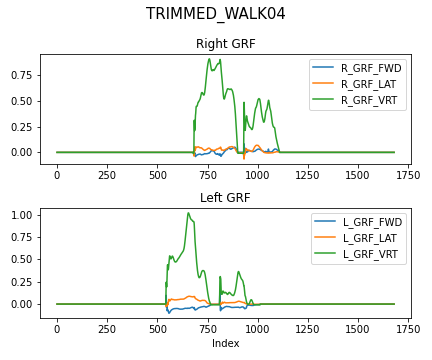 TRIMMED_WALK04
Right GRF
R_GRF_FWD
R_GRF_LAT
R_GRF_VRT
0.75
0.50
0.25
0.00
0 250 500 750 1000 1250 1500 1750
Left GRF
L_GRF_FWD
L_GRF_LAT
L_GRF_VRT
1.00
0.75
0.50
0.25
0.00
0 250 500 750 1000 1250 1500 1750
Index